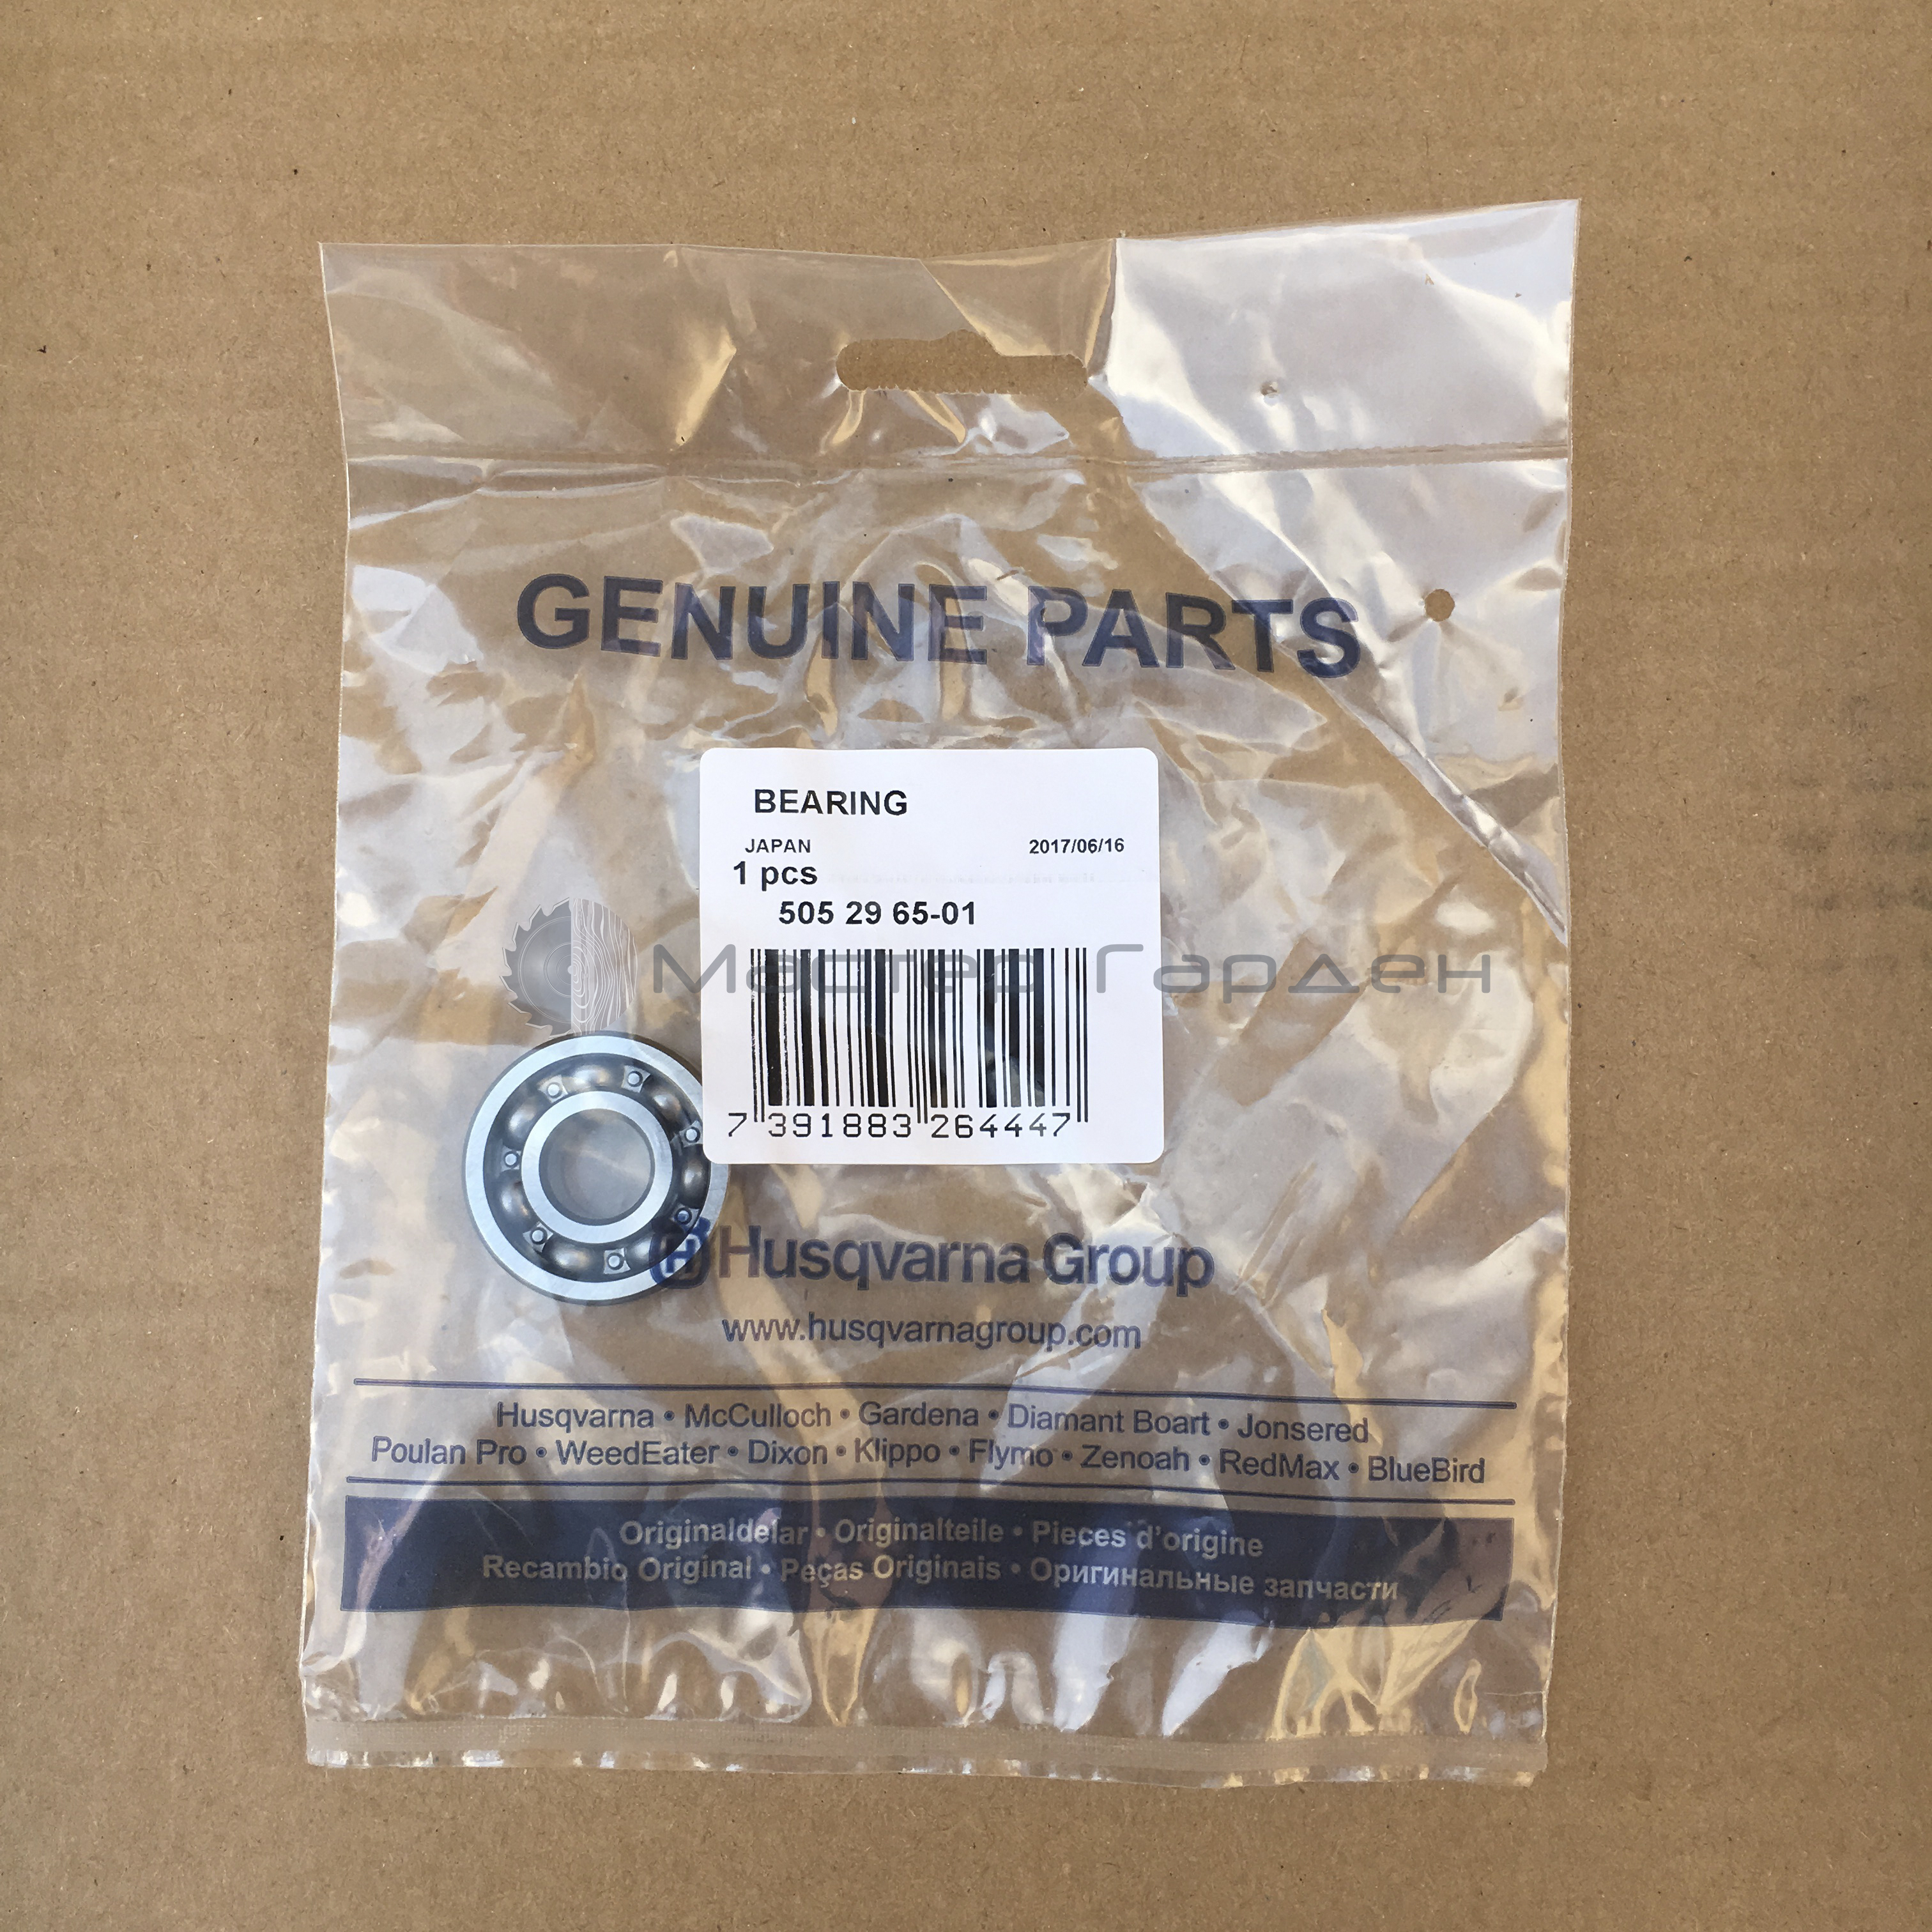 GENUINE PARTS
BEARING
JAPAN 2017/06/16
1 pcs
505 29 65-01
Мастер Гарден
7 391883 264447
Husqvarna Group
www.husqvarnagroup.com
Husqvarna • McCulloch • Gardena • Diamant Boart • Jonsered
Poulan Pro • WeedEater • Dixon • Klippo • Flymo • Zenoah • RedMax • BlueBird
Originaldelar • Originalteile • Pieces d'origine
Recambio Original • Peças Originais • Оригинальные запчасти